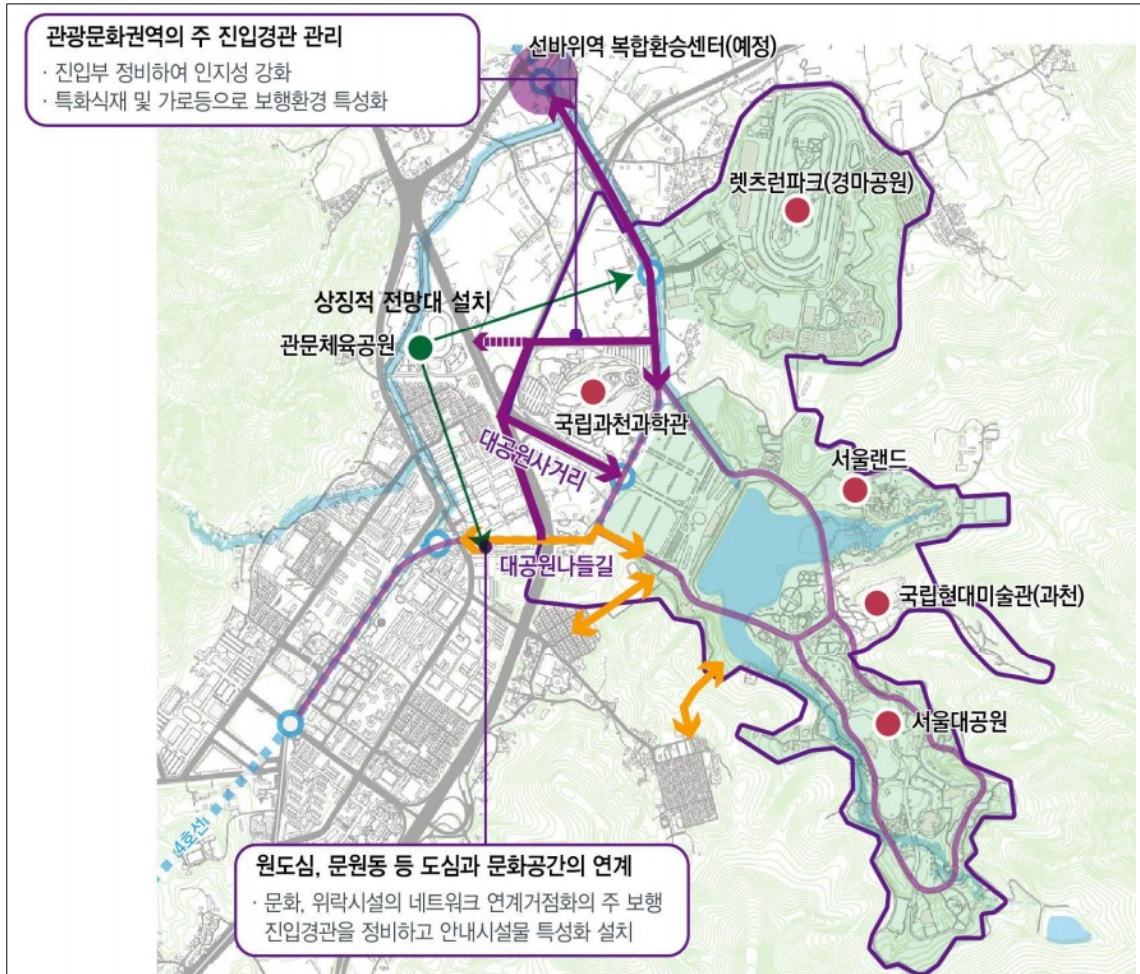 관광문화권역의 주 진입경관 관리
· 진입부 정비하여 인지성 강화
· 특화식재 및 가로등으로 보행환경 특성화
선바위역 복합환승센터(예정)
렛츠런파크(경마공원)
상징적 전망대 설치
관문체육공원
국립과천과학관
대공원사거리
서울랜드
대공원나들길
국립현대미술관(과천)
서울대공원
(4호선)
원도심, 문원동 등 도심과 문화공간의 연계
· 문화, 위락시설의 네트워크 연계거점화의 주 보행
진입경관을 정비하고 안내시설물 특성화 설치